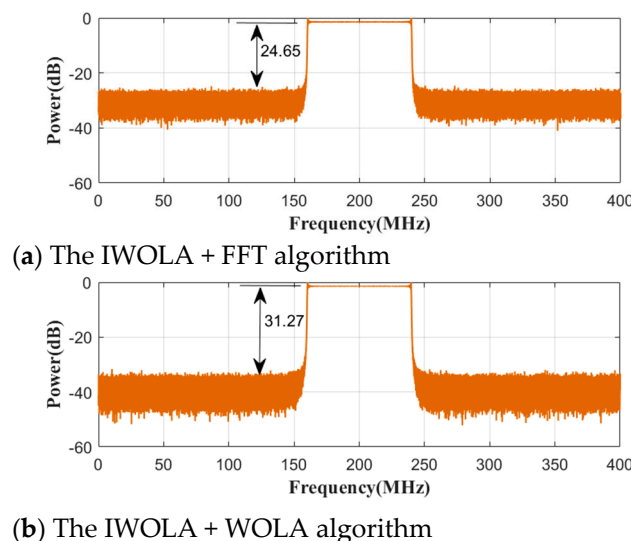 0
24.65
-20
-40
-60
Power(dB)
0 50 100 150 200 250 300 350 400
Frequency(MHz)
(a) The IWOLA + FFT algorithm
0
31.27
-20
-40
-60
Power(dB)
0 50 100 150 200 250 300 350 400
Frequency(MHz)
(b) The IWOLA + WOLA algorithm